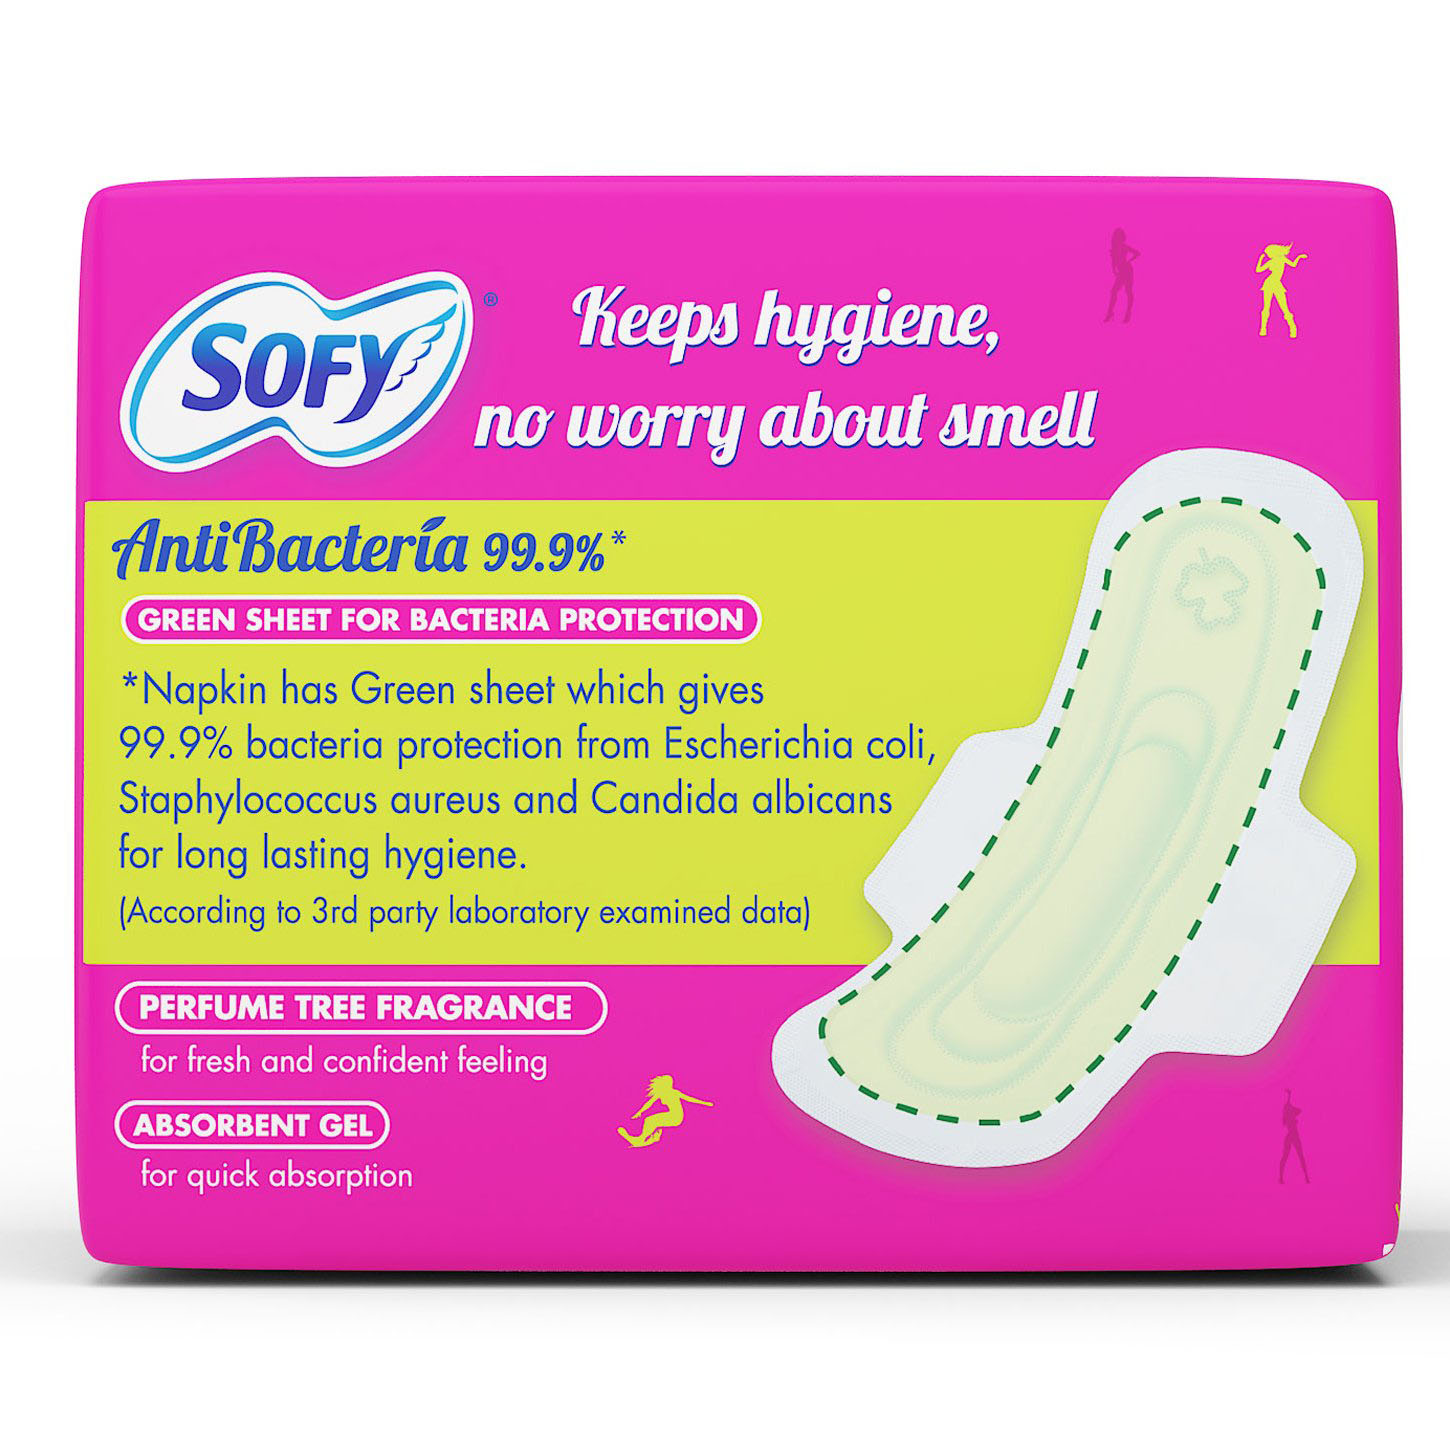 SOFY®
Keeps hygiene,
no worry about smell
AntiBacteria 99.9%*
GREEN SHEET FOR BACTERIA PROTECTION
*Napkin has Green sheet which gives
99.9% bacteria protection from Escherichia coli,
Staphylococcus aureus and Candida albicans
for long lasting hygiene.
(According to 3rd party laboratory examined data)
PERFUME TREE FRAGRANCE
for fresh and confident feeling
ABSORBENT GEL
for quick absorption